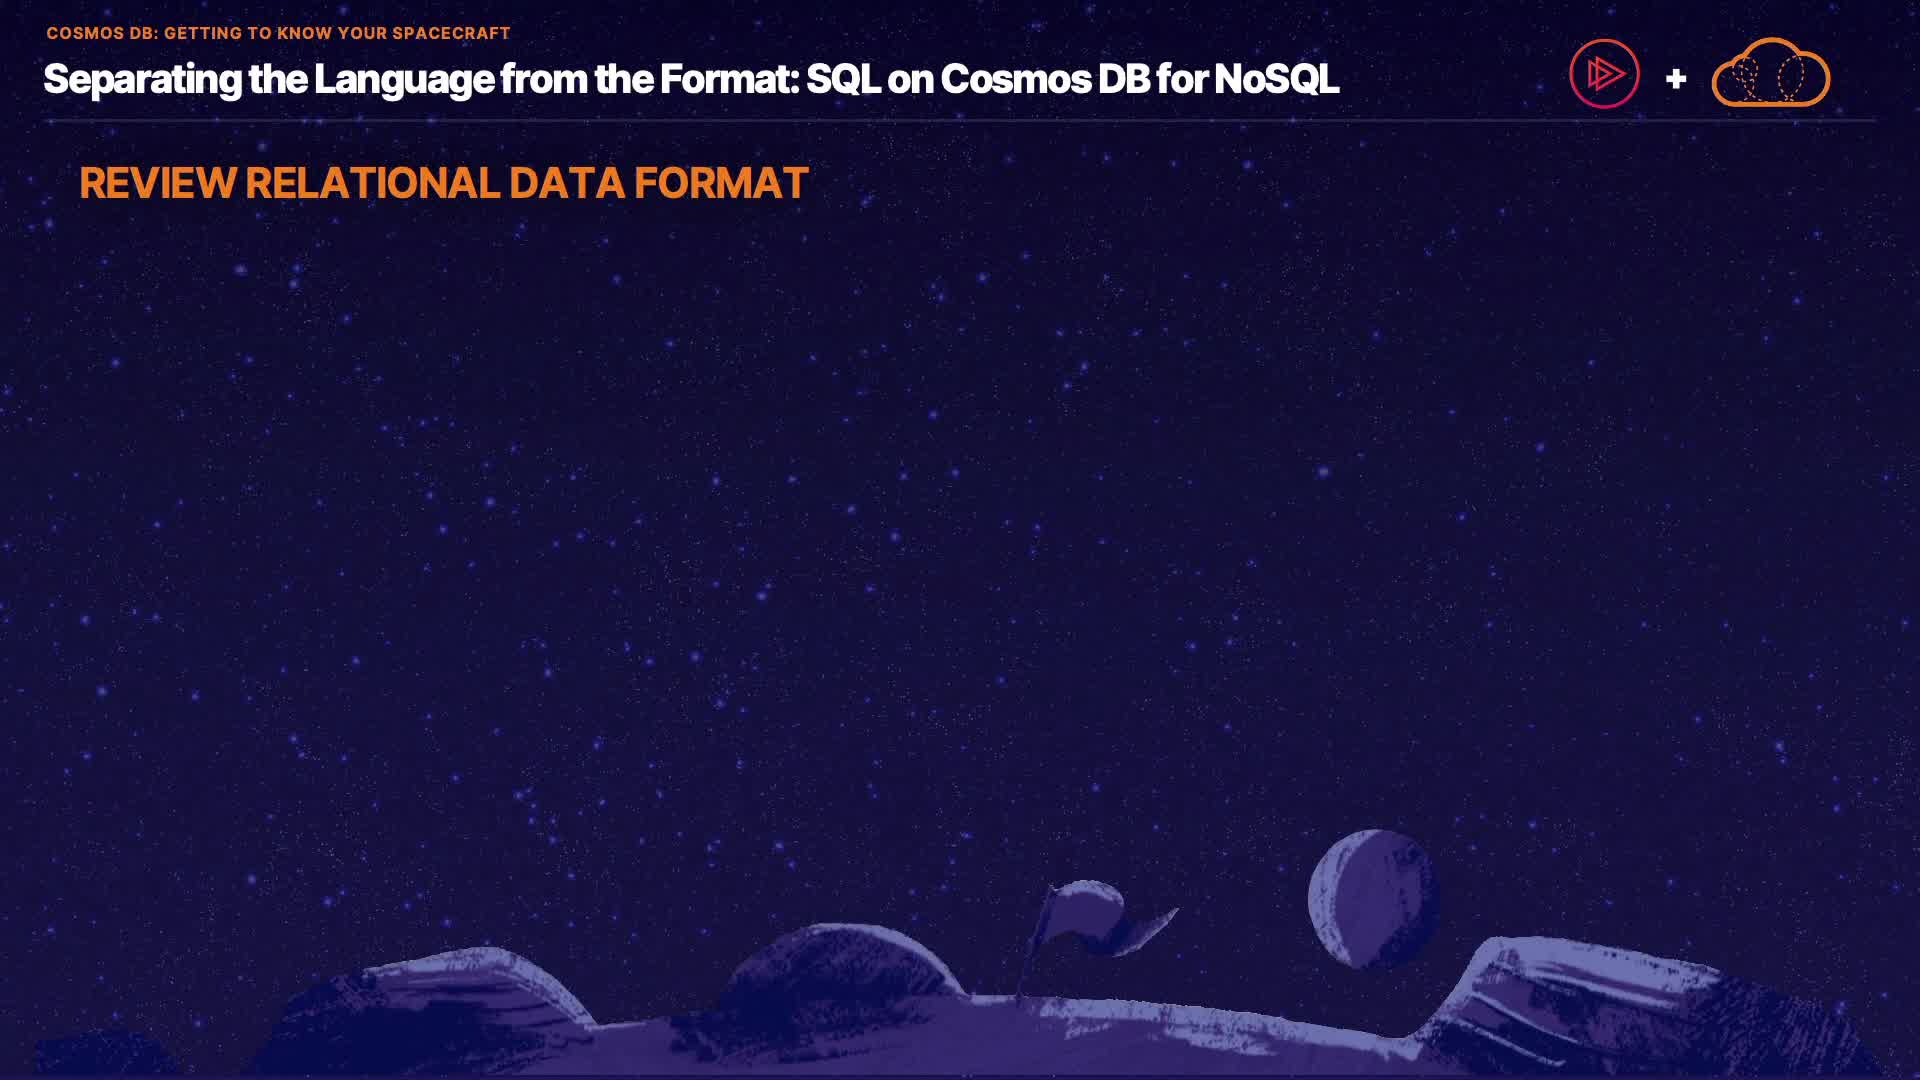 COSMOS DB: GETTING TO KNOW YOUR SPACECRAFT
Separating the Language from the Format: SQL on Cosmos DB for NoSQL
+
REVIEW RELATIONAL DATA FORMAT